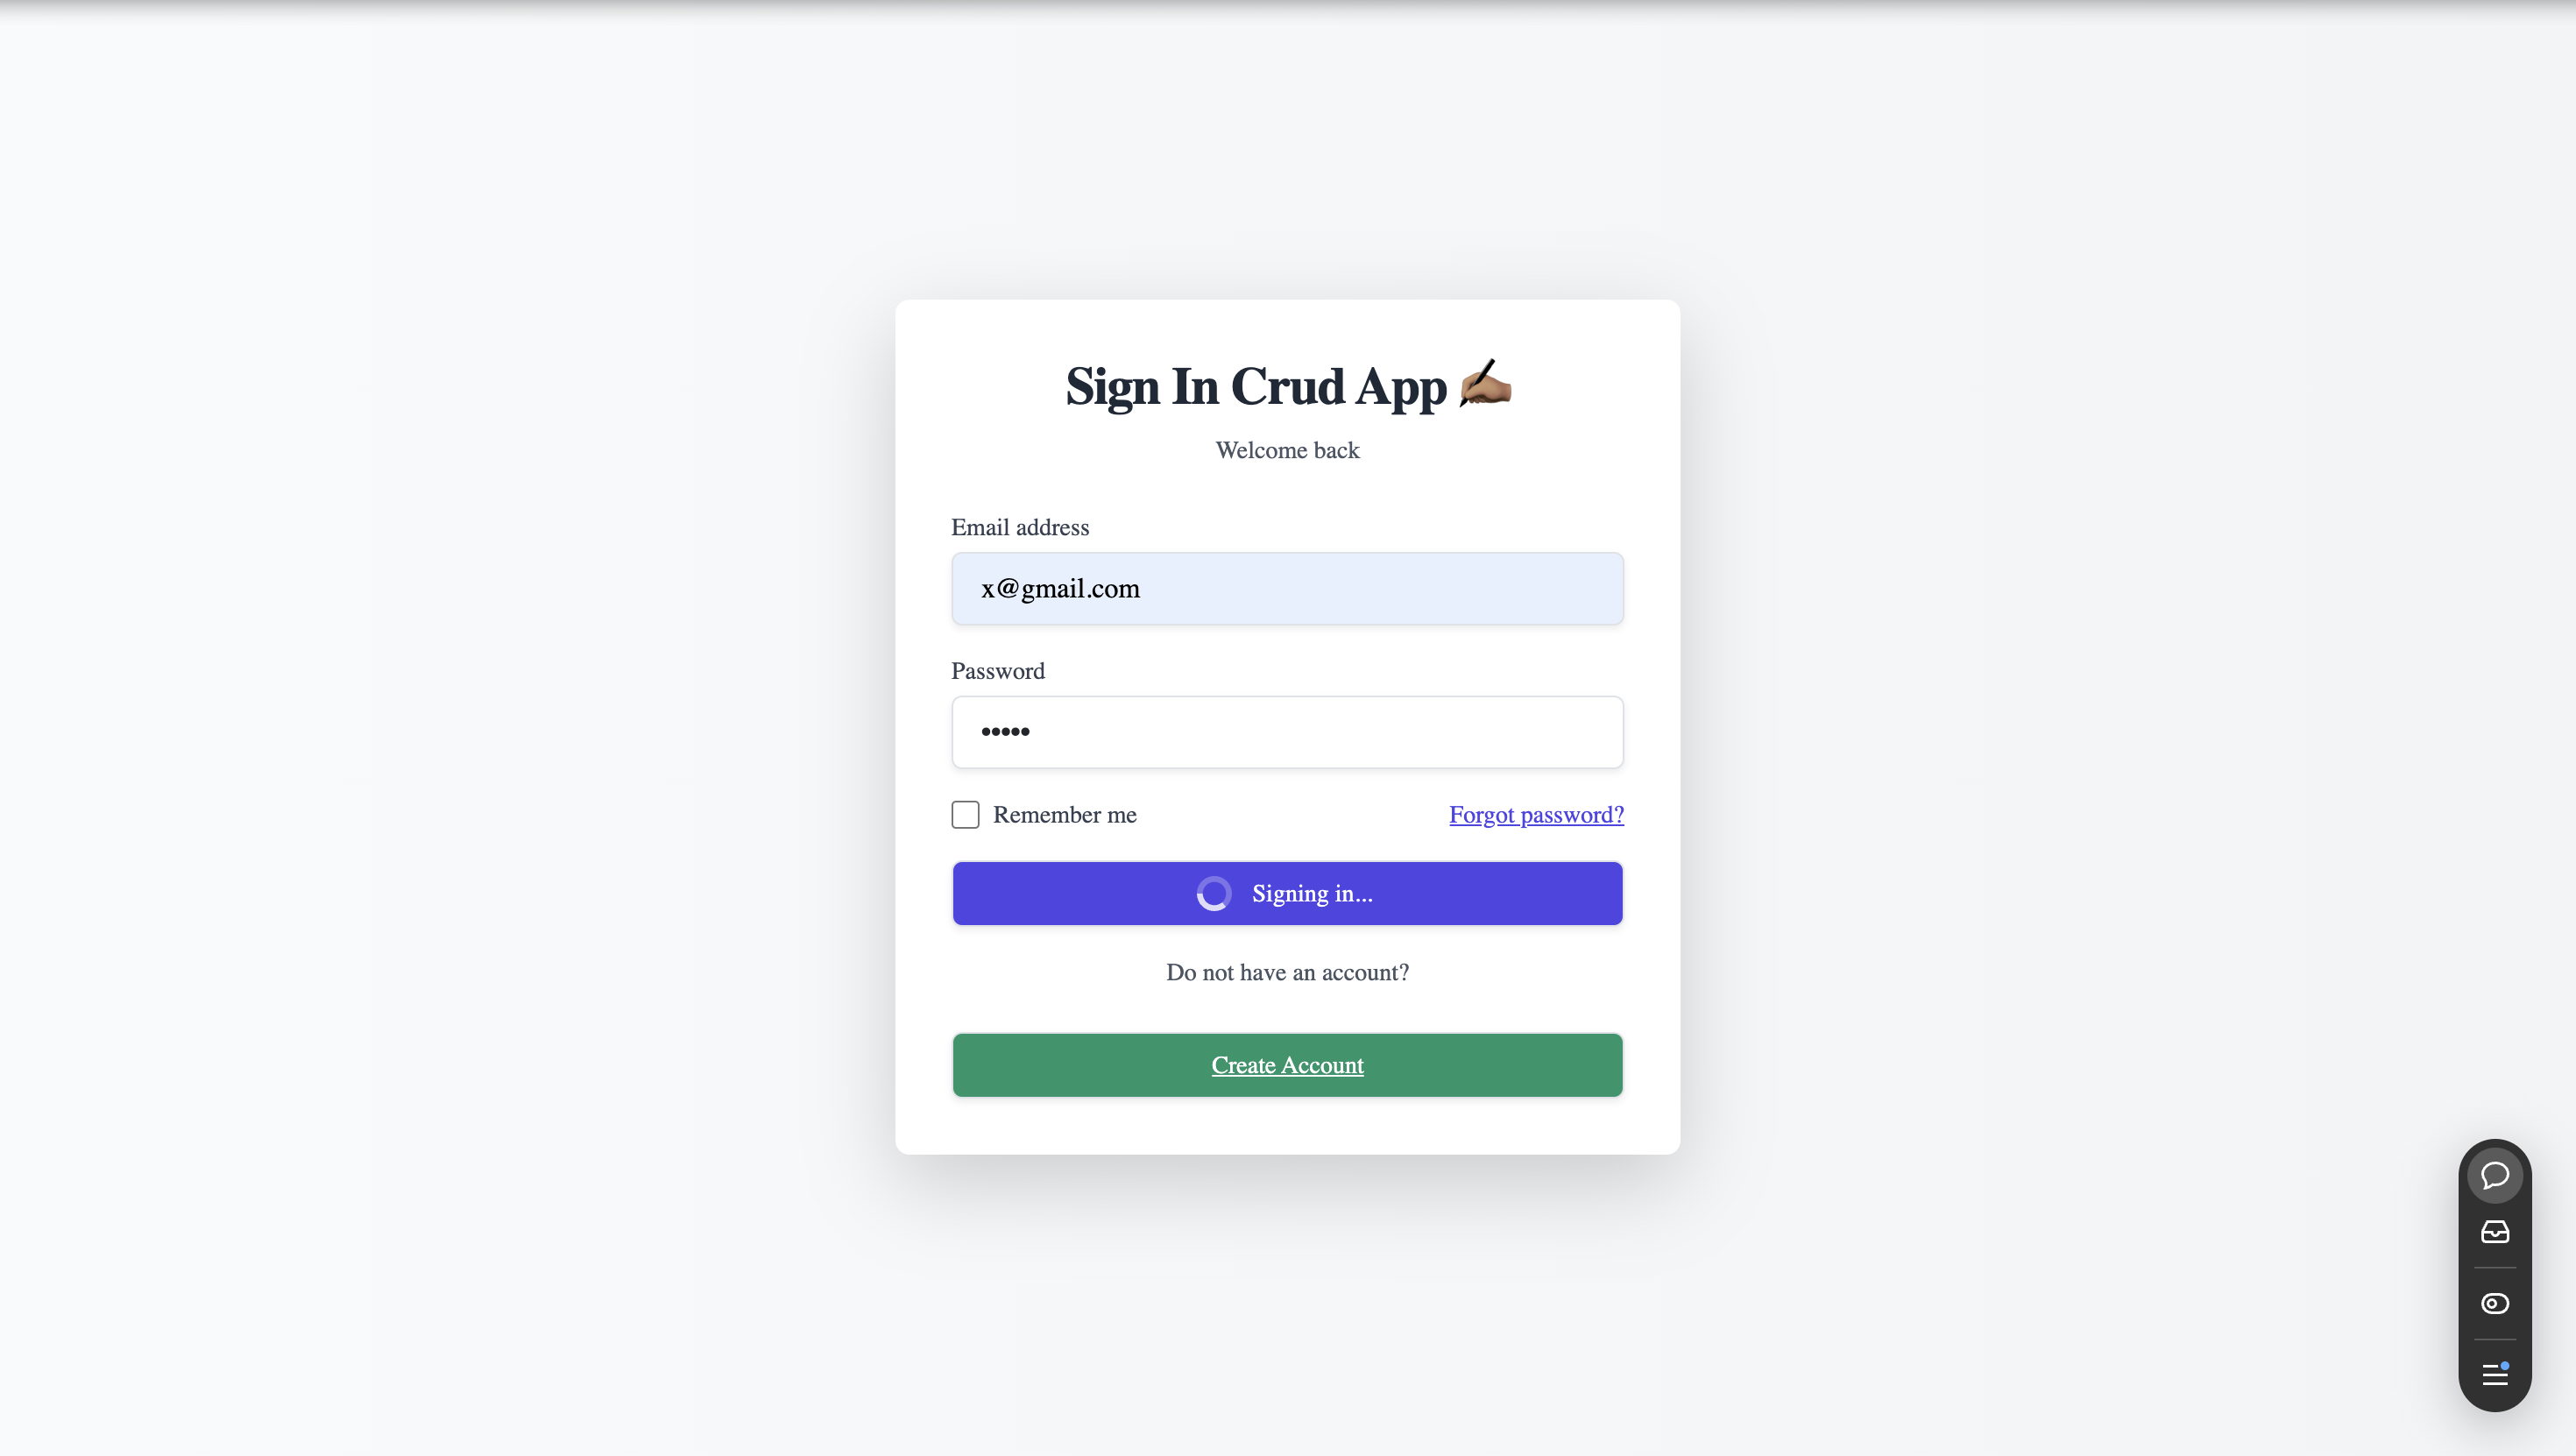 Sign In Crud App ✍🏽
Welcome back
Email address
x@gmail.com
Password
•••••
Remember me
Forgot password?
Signing in...
Do not have an account?
Create Account